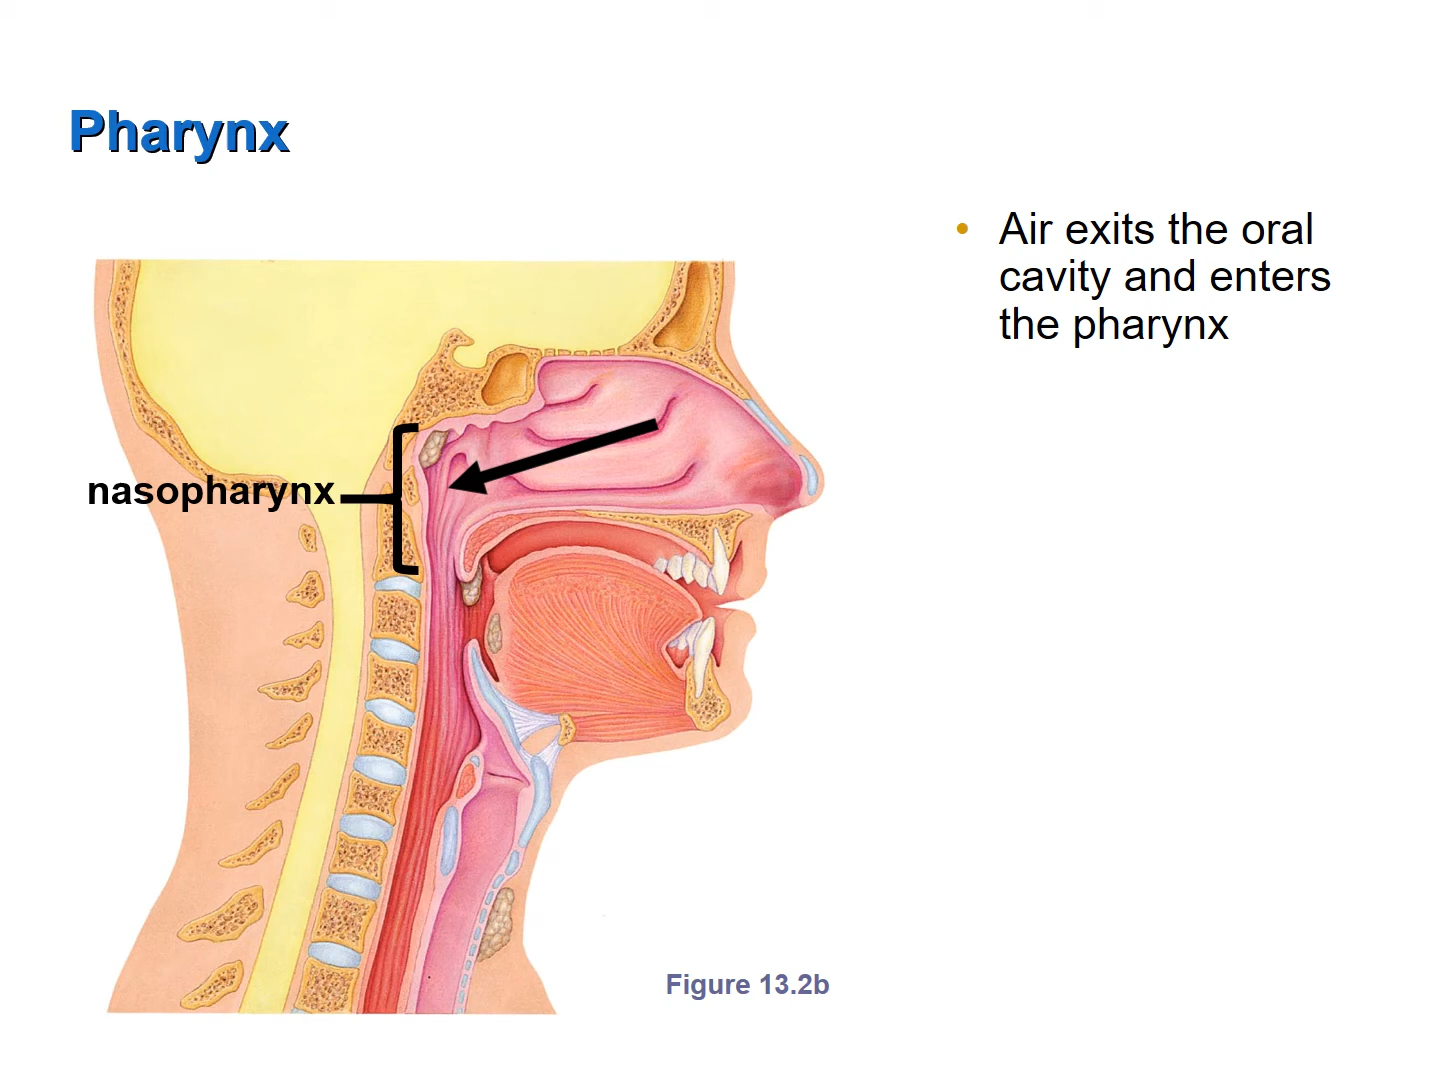 Pharynx
• Air exits the oral
cavity and enters
the pharynx
nasopharynx
Figure 13.2b